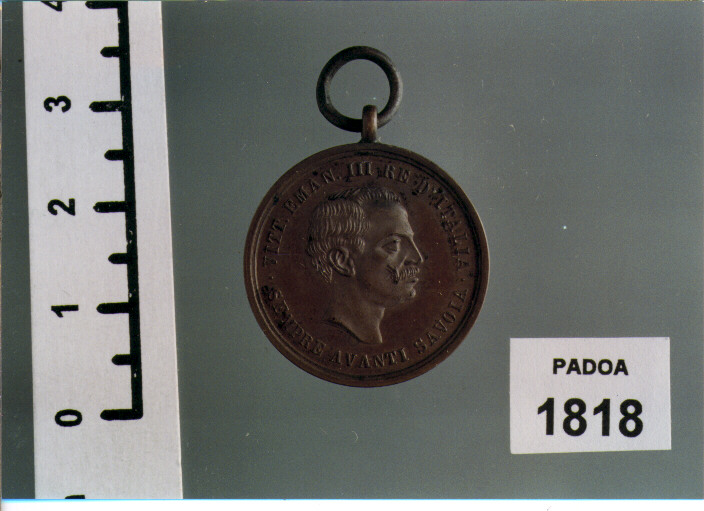 4
3
2
1
0
VITT. EMAN. III RE D'ITALIA
SEMPRE AVANTI SAVOIA
PADOA
1818